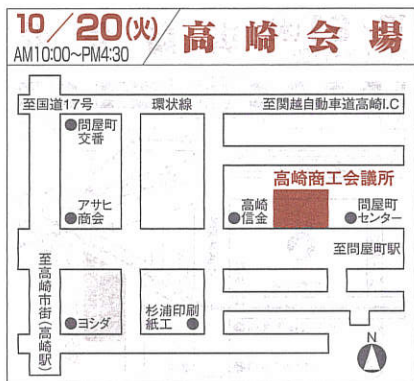 10/20(火) 高崎会場
AM10:00~PM4:30
至国道17号 環状線 至関越自動車道高崎I.C
問屋町
交番
高崎商工会議所
アサヒ
商会
高崎
信金
問屋町
センター
至問屋町駅
至高崎市街(高崎駅)
ヨシダ
杉浦印刷
紙工
N